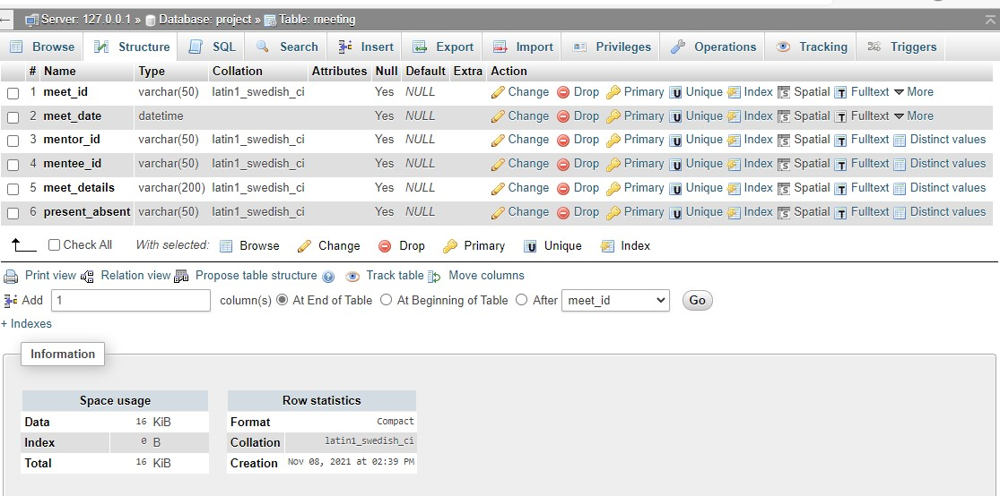 Server: 127.0.0.1 » Database: project » Table: meeting
Browse Structure SQL Search Insert Export Import Privileges Operations Tracking Triggers
# Name Type Collation Attributes Null Default Extra Action
1 meet_id varchar(50) latin1_swedish_ci Yes NULL Change Drop Primary Unique Index Spatial Fulltext More
2 meet_date datetime Yes NULL Change Drop Primary Unique Index Spatial Fulltext More
3 mentor_id varchar(50) latin1_swedish_ci Yes NULL Change Drop Primary Unique Index Spatial Fulltext Distinct values
4 mentee_id varchar(50) latin1_swedish_ci Yes NULL Change Drop Primary Unique Index Spatial Fulltext Distinct values
5 meet_details varchar(200) latin1_swedish_ci Yes NULL Change Drop Primary Unique Index Spatial Fulltext Distinct values
6 present_absent varchar(50) latin1_swedish_ci Yes NULL Change Drop Primary Unique Index Spatial Fulltext Distinct values
Check All With selected: Browse Change Drop Primary Unique Index
Print view Relation view Propose table structure Track table Move columns
Add 1 column(s) At End of Table At Beginning of Table After meet_id Go
+ Indexes
Information
Space usage Row statistics
Data 16 KiB Format Compact
Index 0 B Collation latin1_swedish_ci
Total 16 KiB Creation Nov 08, 2021 at 02:39 PM